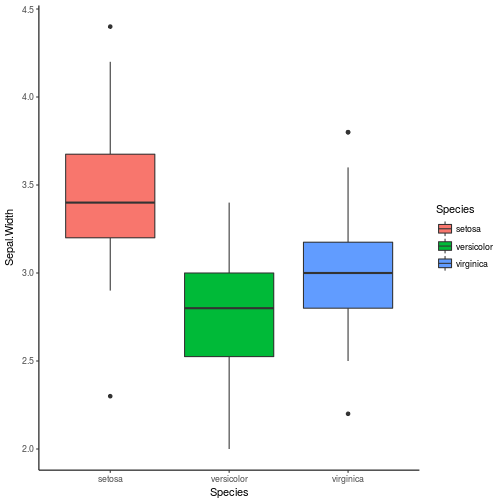 4.5
4.0
3.5
3.0
2.5
2.0
Sepal.Width
setosa versicolor virginica
Species
Species
setosa
versicolor
virginica